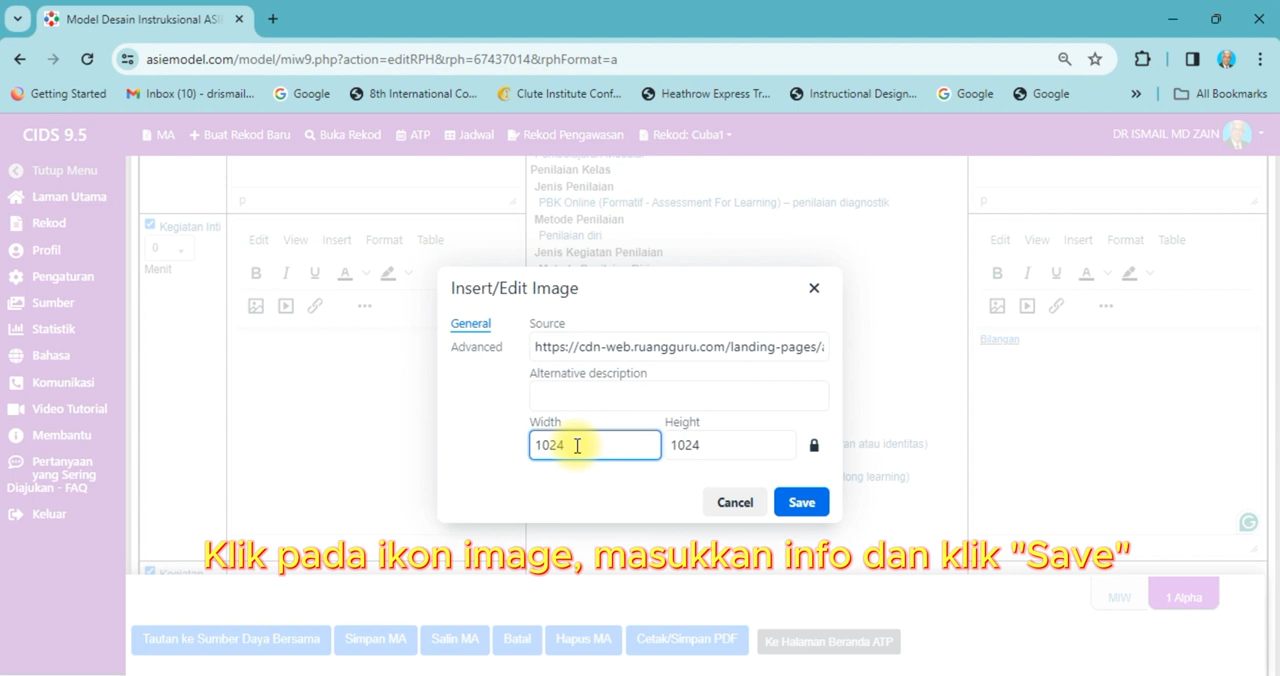 Model Desain Instruksional ASI
asiemodel.com/model/miw9.php?action=editRPH&rph=67437014&rphFormat=a
Getting Started
Inbox (10) - drismail...
Google
8th International Co...
Clute Institute Conf...
Heathrow Express Tr...
Instructional Design...
Google
Google
All Bookmarks
CIDS 9.5
MA
Buat Rekod Baru
Buka Rekod
ATP
Jadwal
Rekod Pengawasan
Rekod: Cuba1
DR ISMAIL MD ZAIN
Tutup Menu
Laman Utama
Rekod
Profil
Pengaturan
Sumber
Statistik
Bahasa
Komunikasi
Video Tutorial
Membantu
Pertanyaan
yang Sering
Diajukan - FAQ
Keluar
p
Kegiatan Inti
0
Menit
Edit View Insert Format Table
B I U A
Penilaian Kelas
Jenis Penilaian
PBK Online (Formatif - Assessment For Learning) – penilaian diagnostik
Metode Penilaian
Penilaian diri
Jenis Kegiatan Penilaian
an atau identitas)
long learning)
p
Edit View Insert Format Table
B I U A
Bilangan
Insert/Edit Image
General
Advanced
Source
https://cdn-web.ruangguru.com/landing-pages/a
Alternative description
Width
Height
1024
1024
Cancel
Save
Klik pada ikon image, masukkan info dan klik "Save"
Kegiatan
MIW
1 Alpha
Tautan ke Sumber Daya Bersama
Simpan MA
Salin MA
Batal
Hapus MA
Cetak/Simpan PDF
Ke Halaman Beranda ATP